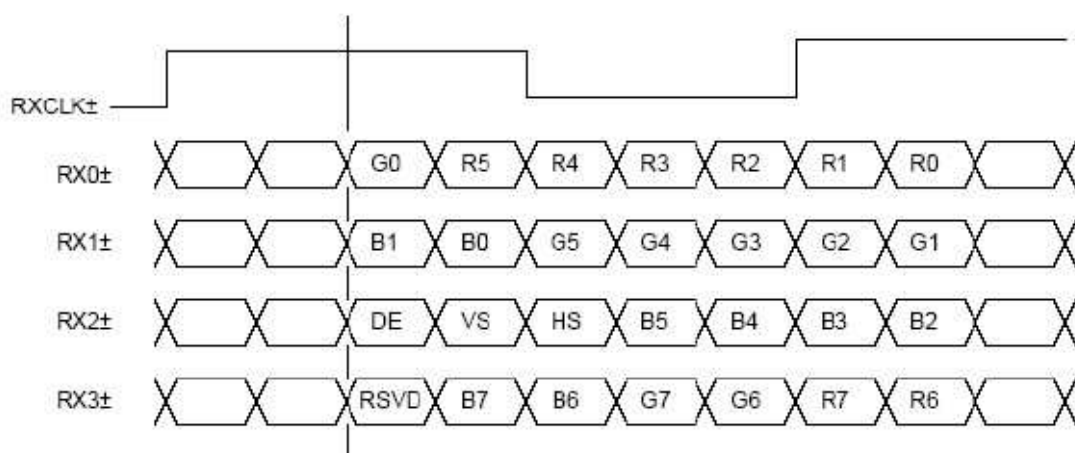 RXCLK±
RX0± G0 R5 R4 R3 R2 R1 R0
RX1± B1 B0 G5 G4 G3 G2 G1
RX2± DE VS HS B5 B4 B3 B2
RX3± RSVD B7 B6 G7 G6 R7 R6